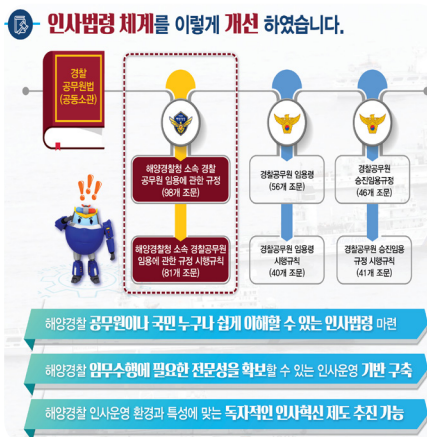 인사법령 체계를 이렇게 개선 하였습니다.
경찰
공무원법
(공동소관)
해양경찰청 소속 경찰
공무원 임용에 관한 규정
(98개 조문)
경찰공무원 임용령
(56개 조문)
경찰공무원
승진임용규정
(46개 조문)
해양경찰청 소속 경찰공무원
임용에 관한 규정 시행규칙
(81개 조문)
경찰공무원 임용령
시행규칙
(40개 조문)
경찰공무원 승진임용
규정 시행규칙
(41개 조문)
해양경찰 공무원이나 국민 누구나 쉽게 이해할 수 있는 인사법령 마련
해양경찰 임무수행에 필요한 전문성을 확보할 수 있는 인사운영 기반 구축
해양경찰 인사운영 환경과 특성에 맞는 독자적인 인사혁신 제도 추진 가능